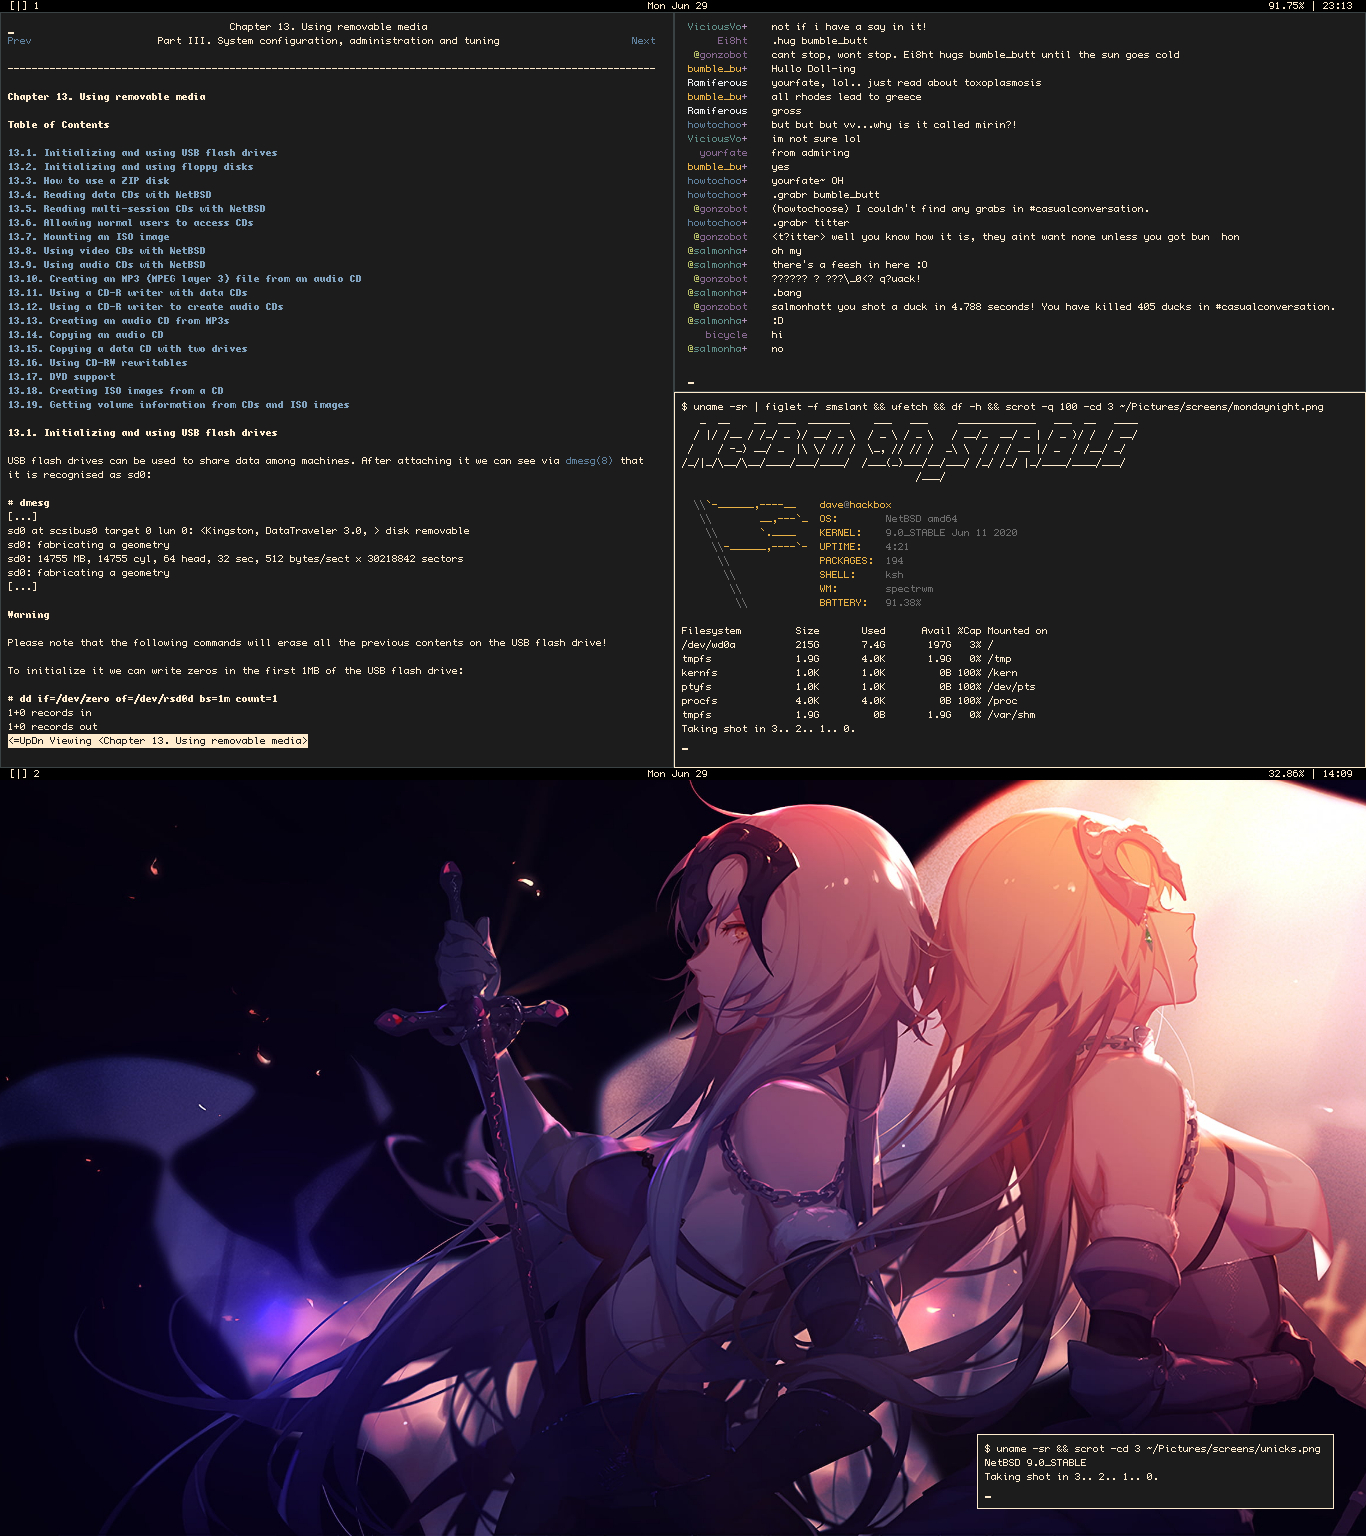 [|] 1 Mon Jun 29 91.75% | 23:13
Chapter 13. Using removable media
Prev Part III. System configuration, administration and tuning Next
Chapter 13. Using removable media
Table of Contents
13.1. Initializing and using USB flash drives
13.2. Initializing and using floppy disks
13.3. How to use a ZIP disk
13.4. Reading data CDs with NetBSD
13.5. Reading multi-session CDs with NetBSD
13.6. Allowing normal users to access CDs
13.7. Mounting an ISO image
13.8. Using video CDs with NetBSD
13.9. Using audio CDs with NetBSD
13.10. Creating an MP3 (MPEG layer 3) file from an audio CD
13.11. Using a CD-R writer with data CDs
13.12. Using a CD-R writer to create audio CDs
13.13. Creating an audio CD from MP3s
13.14. Copying an audio CD
13.15. Copying a data CD with two drives
13.16. Using CD-RW rewritables
13.17. DVD support
13.18. Creating ISO images from a CD
13.19. Getting volume information from CDs and ISO images
13.1. Initializing and using USB flash drives
USB flash drives can be used to share data among machines. After attaching it we can see via dmesg(8) that
it is recognised as sd0:
# dmesg
[...]
sd0 at scsibus0 target 0 lun 0: <Kingston, DataTraveler 3.0, > disk removable
sd0: fabricating a geometry
sd0: 14755 MB, 14755 cyl, 64 head, 32 sec, 512 bytes/sect x 30218842 sectors
sd0: fabricating a geometry
[...]
Warning
Please note that the following commands will erase all the previous contents on the USB flash drive!
To initialize it we can write zeros in the first 1MB of the USB flash drive:
# dd if=/dev/zero of=/dev/rsd0d bs=1m count=1
1+0 records in
1+0 records out
<=UpDn Viewing <Chapter 13. Using removable media>
ViciousVo+ not if i have a say in it!
Ei8ht .hug bumble_butt
@gonzobot cant stop, wont stop. Ei8ht hugs bumble_butt until the sun goes cold
bumble_bu+ Hullo Doll-ing
Ramiferous yourfate, lol.. just read about toxoplasmosis
bumble_bu+ all rhodes lead to greece
Ramiferous gross
howtochoo+ but but but vv...why is it called mirin?!
ViciousVo+ im not sure lol
yourfate from admiring
bumble_bu+ yes
howtochoo+ yourfate~ OH
howtochoo+ .grabr bumble_butt
@gonzobot (howtochoose) I couldn't find any grabs in #casualconversation.
howtochoo+ .grabr titter
@gonzobot <t?itter> well you know how it is, they aint want none unless you got bun  hon
@salmonha+ oh my
@salmonha+ there's a feesh in here :O
@gonzobot ?????? ? ???\_0<? q?uack!
@salmonha+ .bang
@gonzobot salmonhatt you shot a duck in 4.788 seconds! You have killed 405 ducks in #casualconversation.
@salmonha+ :D
bicycle hi
@salmonha+ no
$ uname -sr | figlet -f smslant && ufetch && df -h && scrot -q 100 -cd 3 ~/Pictures/screens/mondaynight.png
NetBSD 9.0_STABLE
dave@hackbox
OS: NetBSD amd64
KERNEL: 9.0_STABLE Jun 11 2020
UPTIME: 4:21
PACKAGES: 194
SHELL: ksh
WM: spectrwm
BATTERY: 91.38%
Filesystem Size Used Avail %Cap Mounted on
/dev/wd0a 215G 7.4G 197G 3% /
tmpfs 1.9G 4.0K 1.9G 0% /tmp
kernfs 1.0K 1.0K 0B 100% /kern
ptyfs 1.0K 1.0K 0B 100% /dev/pts
procfs 4.0K 4.0K 0B 100% /proc
tmpfs 1.9G 0B 1.9G 0% /var/shm
Taking shot in 3.. 2.. 1.. 0.
[|] 2 Mon Jun 29 32.86% | 14:09
$ uname -sr && scrot -cd 3 ~/Pictures/screens/unicks.png
NetBSD 9.0_STABLE
Taking shot in 3.. 2.. 1.. 0.